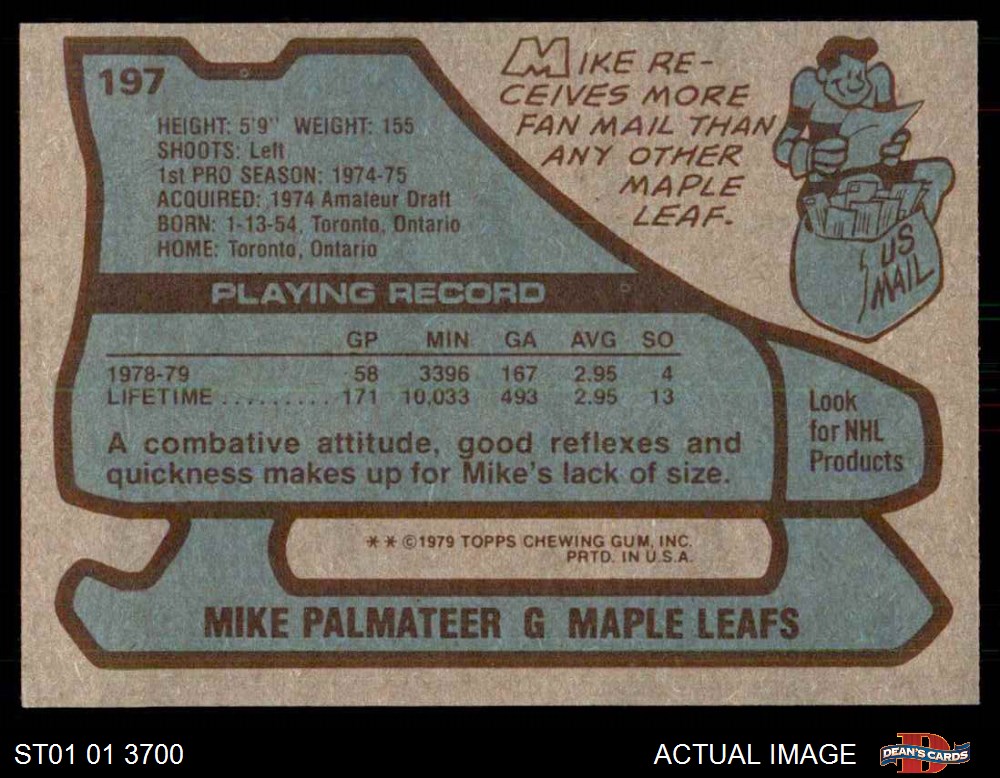 197
HEIGHT: 5'9" WEIGHT: 155
SHOOTS: Left
1st PRO SEASON: 1974-75
ACQUIRED: 1974 Amateur Draft
BORN: 1-13-54, Toronto, Ontario
HOME: Toronto, Ontario
MIKE RE-
CEIVES MORE
FAN MAIL THAN
ANY OTHER
MAPLE
LEAF.
US
MAIL
PLAYING RECORD
GP MIN GA AVG SO
1978-79 58 3396 167 2.95 4
LIFETIME .......... 171 10,033 493 2.95 13
A combative attitude, good reflexes and
quickness makes up for Mike's lack of size.
Look
for NHL
Products
** ©1979 TOPPS CHEWING GUM, INC.
PRTD. IN U.S.A.
MIKE PALMATEER G MAPLE LEAFS
ST01 01 3700
ACTUAL IMAGE
DEAN'S CARDS